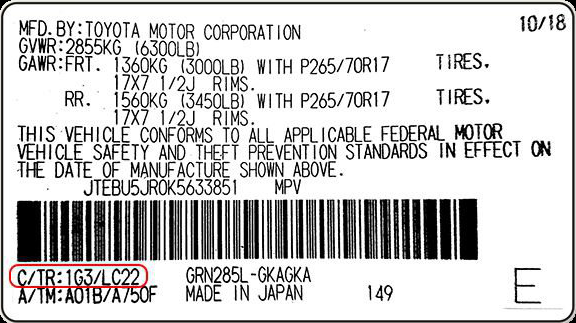 10/18
MFD.BY:TOYOTA MOTOR CORPORATION
GVWR:2855KG (6300LB)
GAWR:FRT. 1360KG (3000LB) WITH P265/70R17 TIRES.
17X7 1/2J RIMS.
RR. 1560KG (3450LB) WITH P265/70R17 TIRES.
17X7 1/2J RIMS.
THIS VEHICLE CONFORMS TO ALL APPLICABLE FEDERAL MOTOR
VEHICLE SAFETY AND THEFT PREVENTION STANDARDS IN EFFECT ON
THE DATE OF MANUFACTURE SHOWN ABOVE.
JTEBU5JR0K5633851 MPV
C/TR:1G3/LC22 GRN285L-GKAGKA
A/TM:A01B/A750F MADE IN JAPAN 149 E